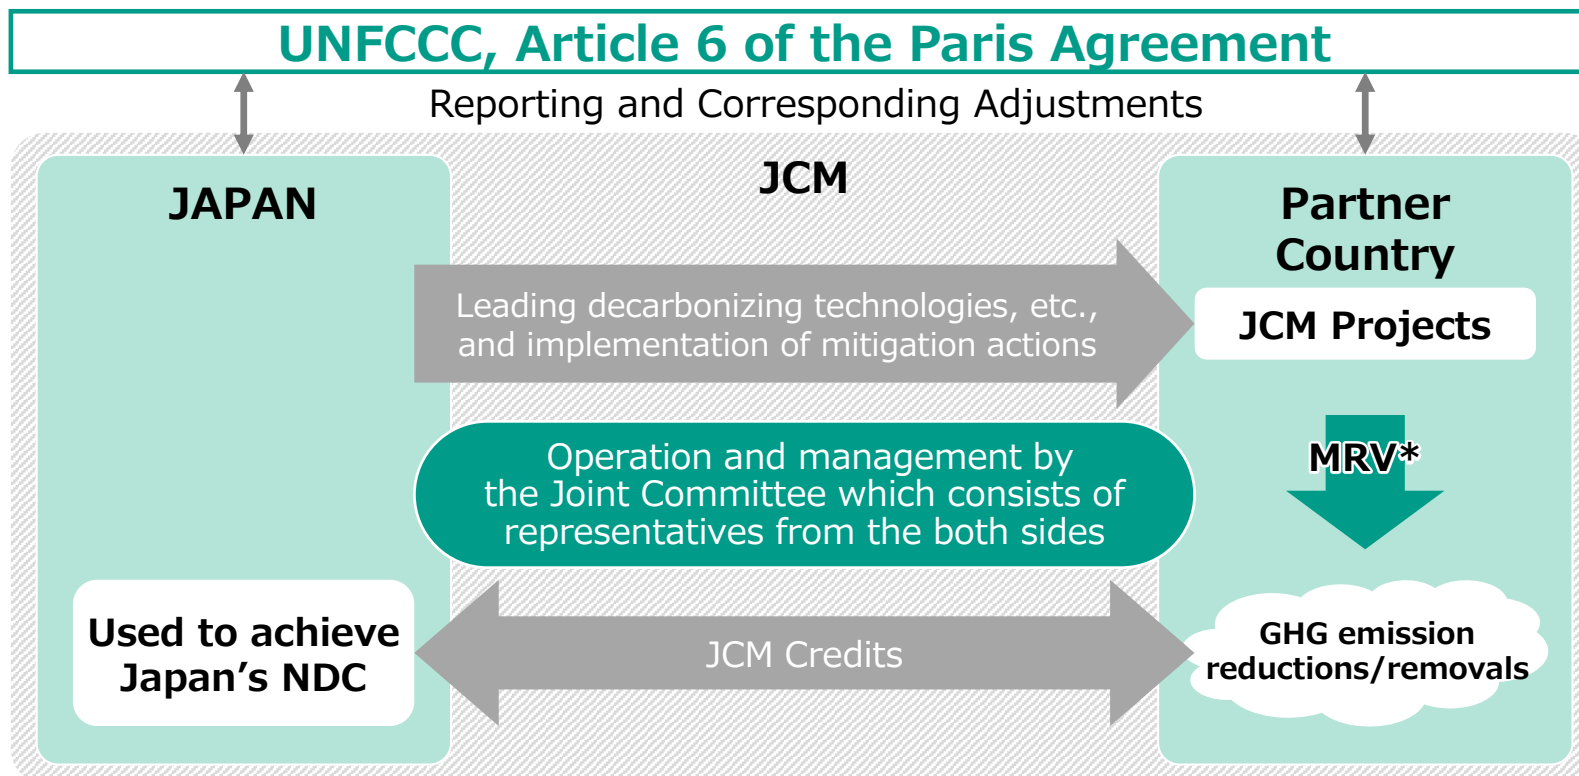 UNFCCC, Article 6 of the Paris Agreement
Reporting and Corresponding Adjustments
JCM
JAPAN
Partner
Country
Leading decarbonizing technologies, etc.,
and implementation of mitigation actions
JCM Projects
Operation and management by
the Joint Committee which consists of
representatives from the both sides
MRV*
Used to achieve
Japan’s NDC
JCM Credits
GHG emission
reductions/removals